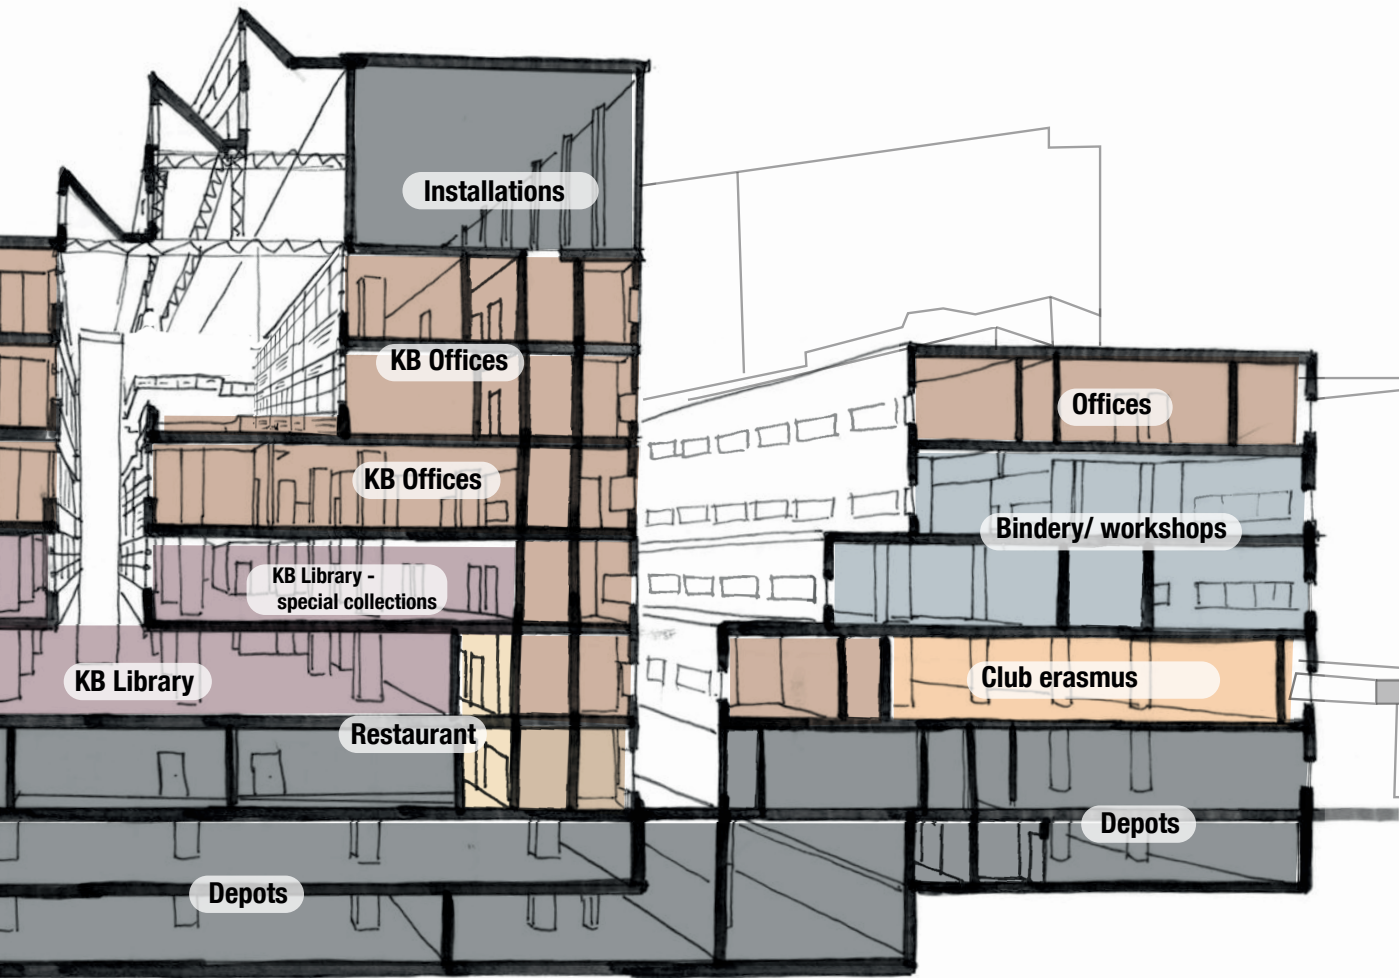 Installations
KB Offices
Offices
KB Offices
Bindery/ workshops
KB Library -
special collections
KB Library
Club erasmus
Restaurant
Depots
Depots